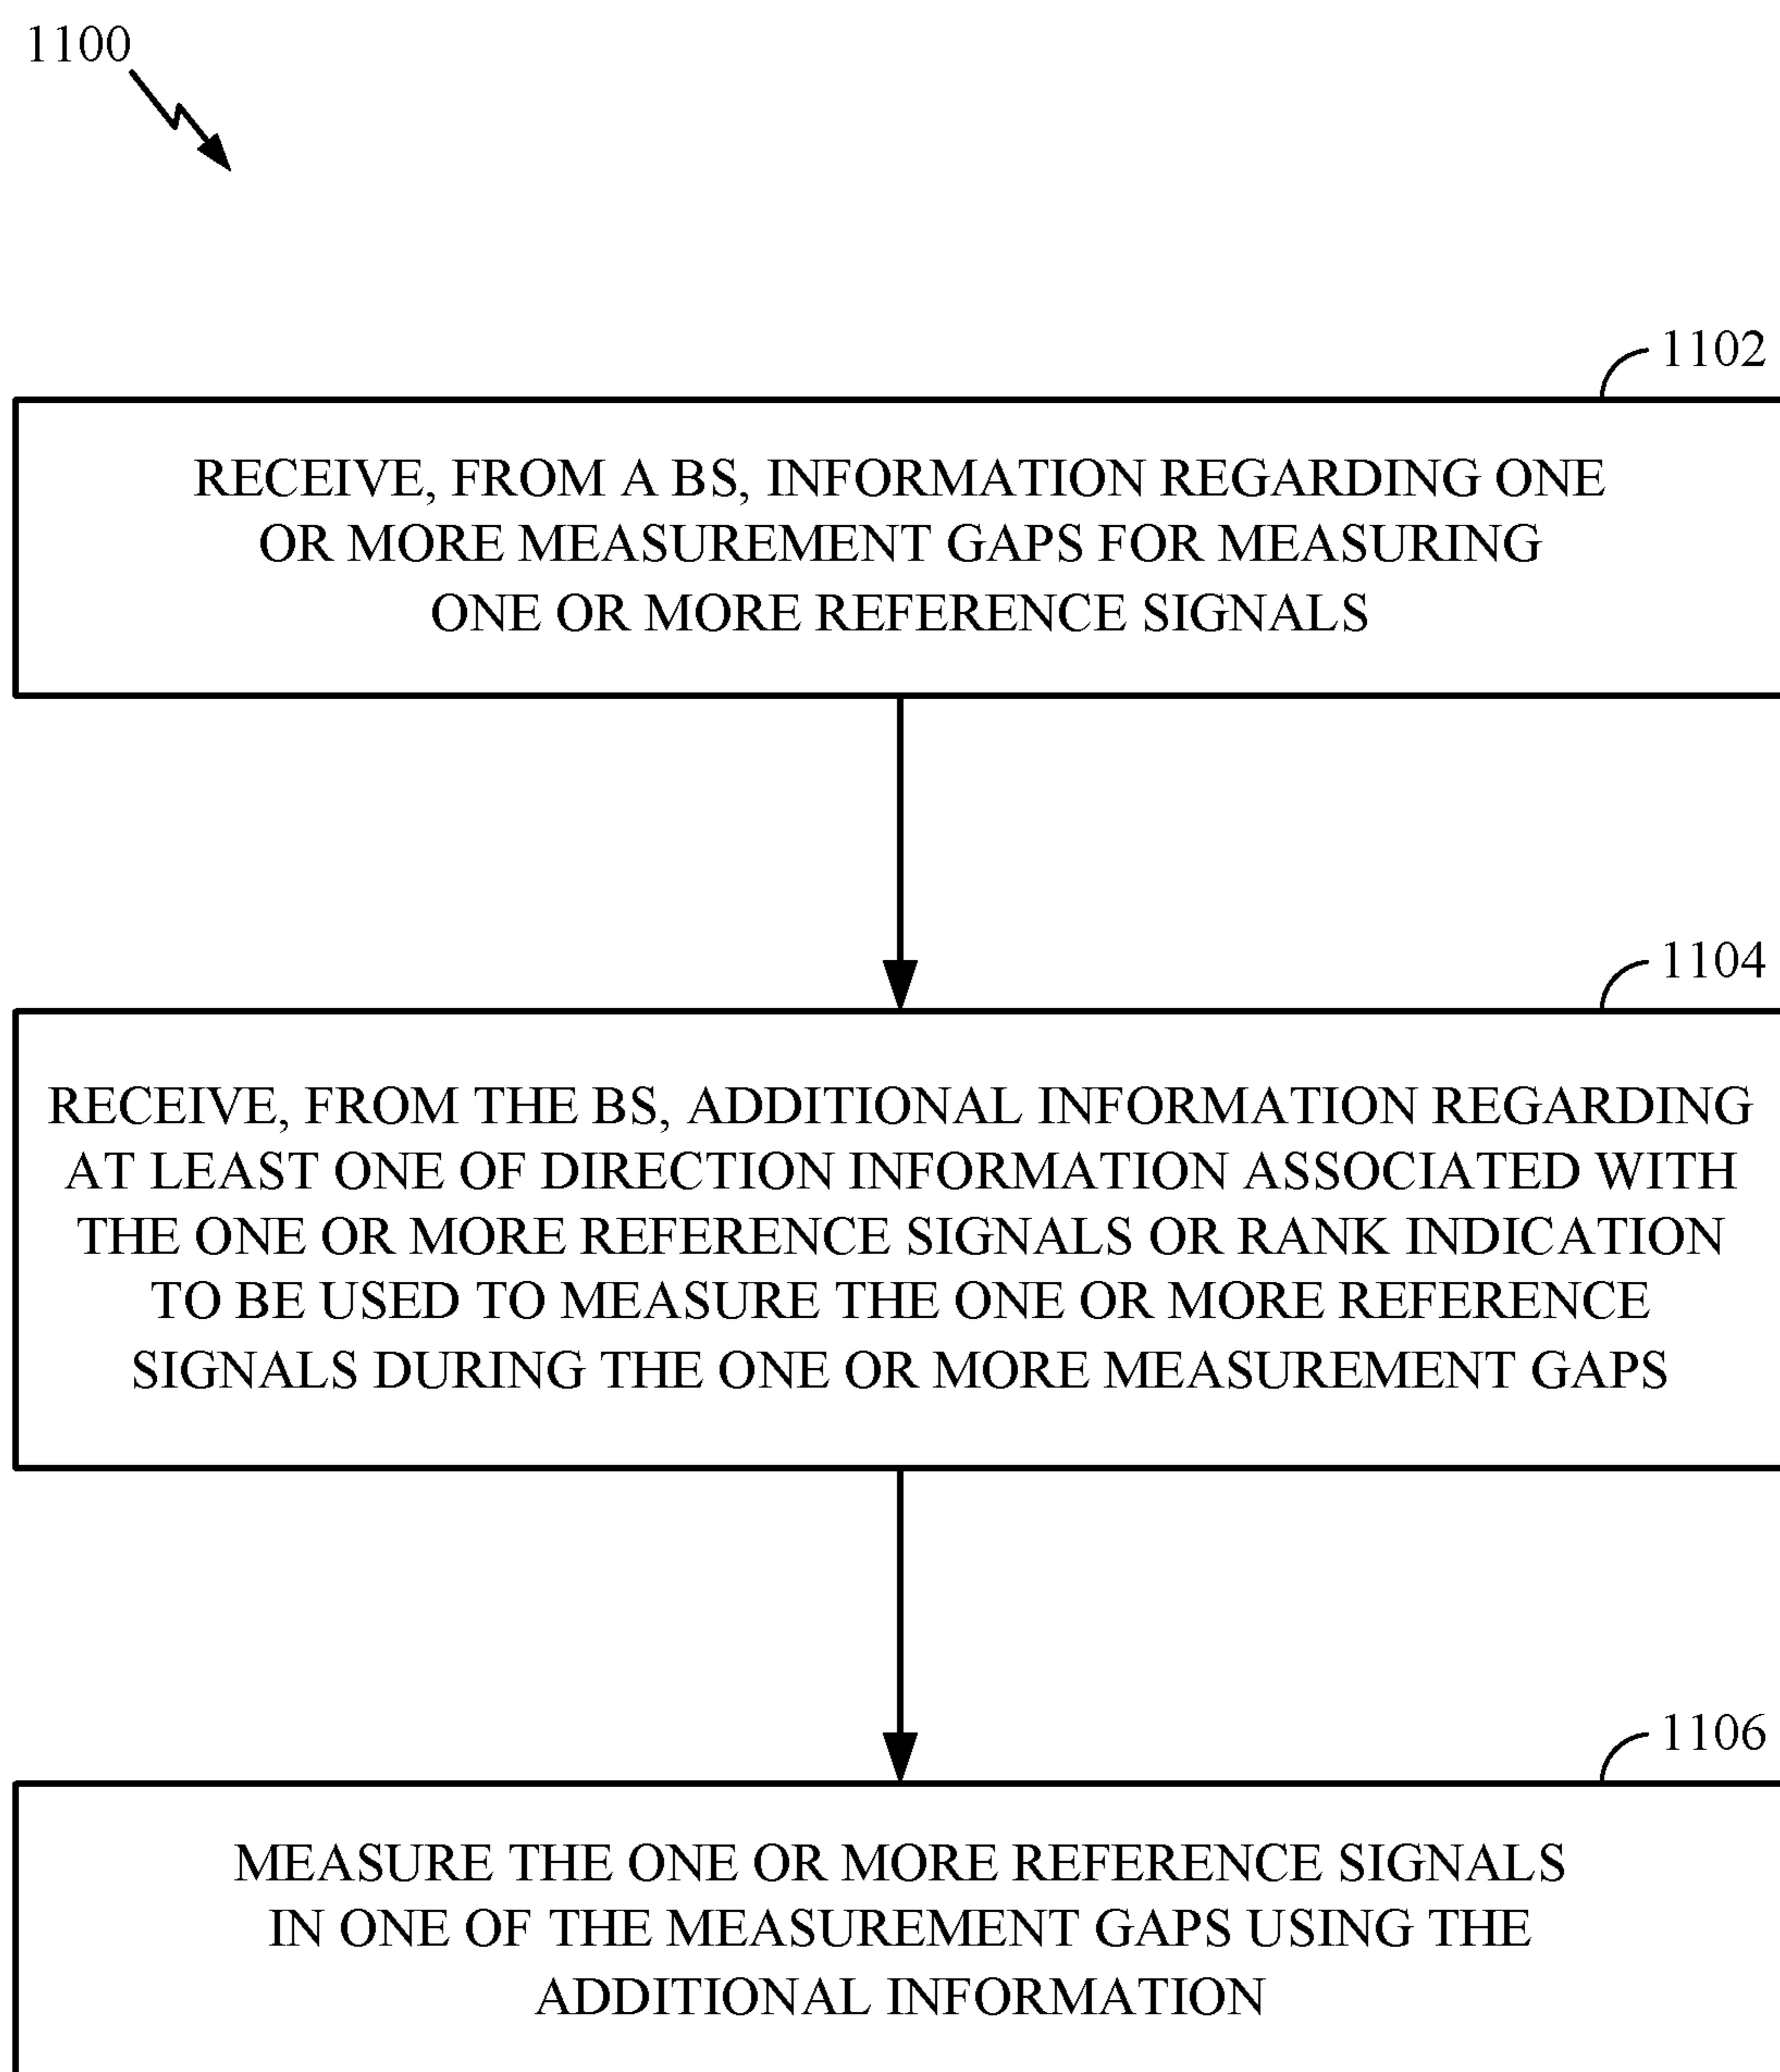 1100
1102
RECEIVE, FROM A BS, INFORMATION REGARDING ONE
OR MORE MEASUREMENT GAPS FOR MEASURING
ONE OR MORE REFERENCE SIGNALS
1104
RECEIVE, FROM THE BS, ADDITIONAL INFORMATION REGARDING
AT LEAST ONE OF DIRECTION INFORMATION ASSOCIATED WITH
THE ONE OR MORE REFERENCE SIGNALS OR RANK INDICATION
TO BE USED TO MEASURE THE ONE OR MORE REFERENCE
SIGNALS DURING THE ONE OR MORE MEASUREMENT GAPS
1106
MEASURE THE ONE OR MORE REFERENCE SIGNALS
IN ONE OF THE MEASUREMENT GAPS USING THE
ADDITIONAL INFORMATION